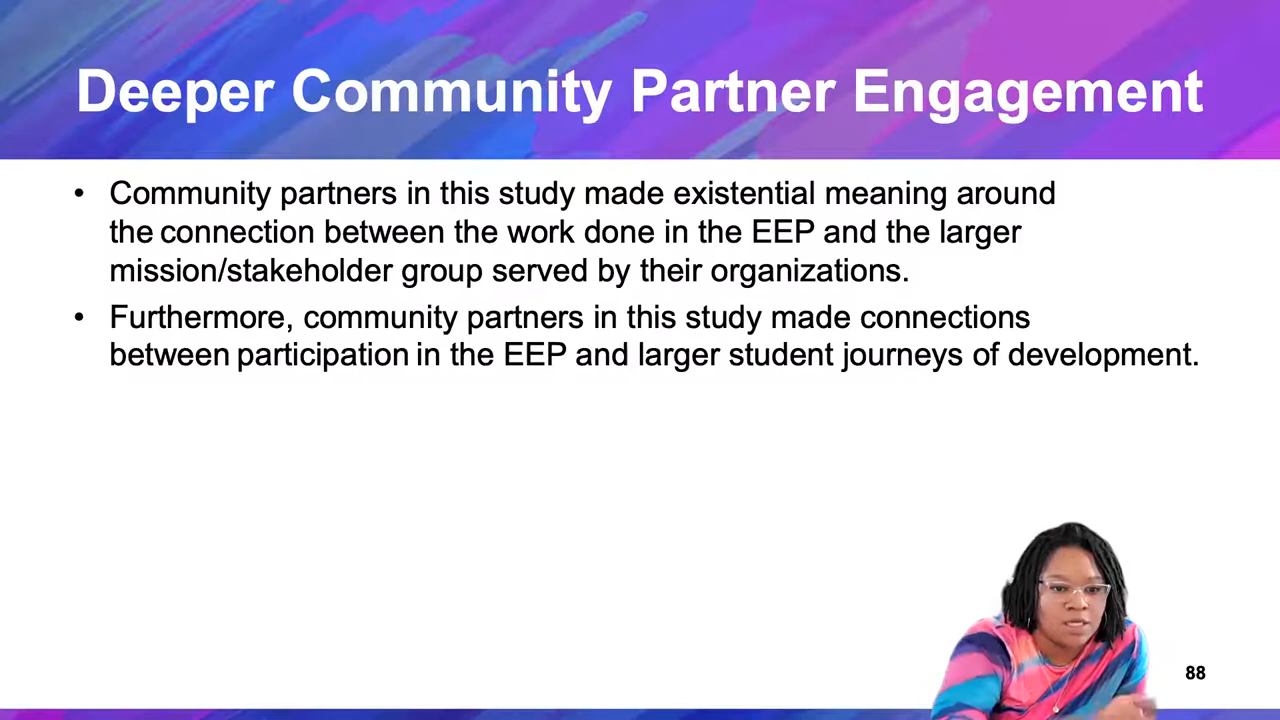 Deeper Community Partner Engagement
• Community partners in this study made existential meaning around
the connection between the work done in the EEP and the larger
mission/stakeholder group served by their organizations.
• Furthermore, community partners in this study made connections
between participation in the EEP and larger student journeys of development.
88